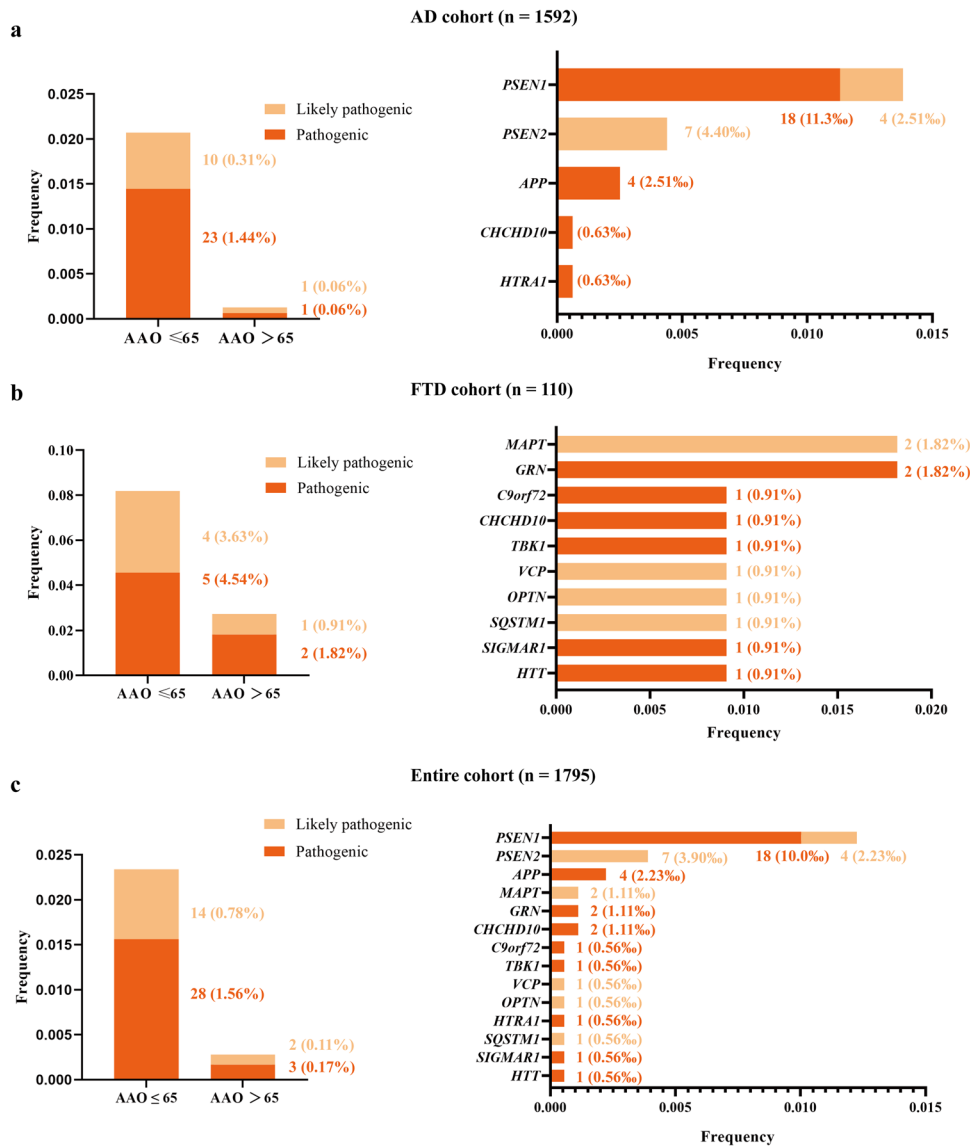 AD cohort (n = 1592)
a
0.025
0.020
0.015
0.010
0.005
0.000
Frequency
Likely pathogenic
Pathogenic
10 (0.31%)
23 (1.44%)
1 (0.06%)
1 (0.06%)
AAO ≤65
AAO >65
PSEN1
PSEN2
APP
CHCHD10
HTRA1
18 (11.3‰)
4 (2.51‰)
7 (4.40‰)
4 (2.51‰)
(0.63‰)
(0.63‰)
0.000
0.005
0.010
0.015
Frequency
FTD cohort (n = 110)
b
0.10
0.08
0.06
0.04
0.02
0.00
Frequency
Likely pathogenic
Pathogenic
4 (3.63%)
5 (4.54%)
1 (0.91%)
2 (1.82%)
AAO ≤65
AAO >65
MAPT
2 (1.82%)
GRN
2 (1.82%)
C9orf72
1 (0.91%)
CHCHD10
1 (0.91%)
TBK1
1 (0.91%)
VCP
1 (0.91%)
OPTN
1 (0.91%)
SQSTM1
1 (0.91%)
SIGMAR1
1 (0.91%)
HTT
1 (0.91%)
0.000
0.005
0.010
0.015
0.020
Frequency
Entire cohort (n = 1795)
c
0.025
0.020
0.015
0.010
0.005
0.000
Frequency
Likely pathogenic
Pathogenic
14 (0.78%)
28 (1.56%)
2 (0.11%)
3 (0.17%)
AAO ≤ 65
AAO > 65
PSEN1
18 (10.0‰)
4 (2.23‰)
PSEN2
7 (3.90‰)
APP
4 (2.23‰)
MAPT
2 (1.11‰)
GRN
2 (1.11‰)
CHCHD10
2 (1.11‰)
C9orf72
1 (0.56‰)
TBK1
1 (0.56‰)
VCP
1 (0.56‰)
OPTN
1 (0.56‰)
HTRA1
1 (0.56‰)
SQSTM1
1 (0.56‰)
SIGMAR1
1 (0.56‰)
HTT
1 (0.56‰)
0.000
0.005
0.010
0.015
Frequency